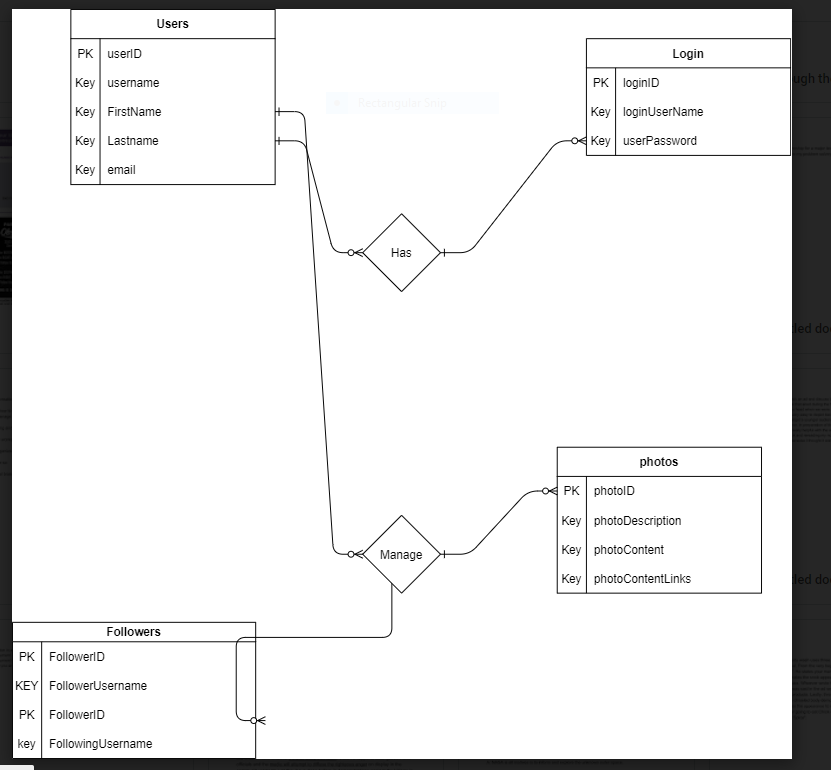 Users
PK userID
Key username
Key FirstName
Key Lastname
Key email
Rectangular Snip
Login
PK loginID
Key loginUserName
Key userPassword
Has
photos
PK photoID
Key photoDescription
Key photoContent
Key photoContentLinks
Manage
Followers
PK FollowerID
KEY FollowerUsername
PK FollowerID
key FollowingUsername
ugh th
tled do
tled do